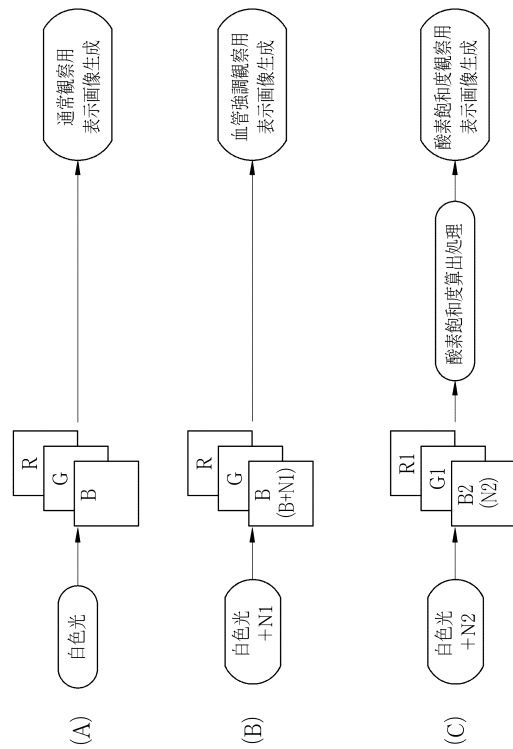 (A)
白色光
R
G
B
通常観察用
表示画像生成
(B)
白色光
+N1
R
G
B
(B+N1)
血管強調観察用
表示画像生成
(C)
白色光
+N2
R1
G1
B2
(N2)
酸素飽和度算出処理
酸素飽和度観察用
表示画像生成